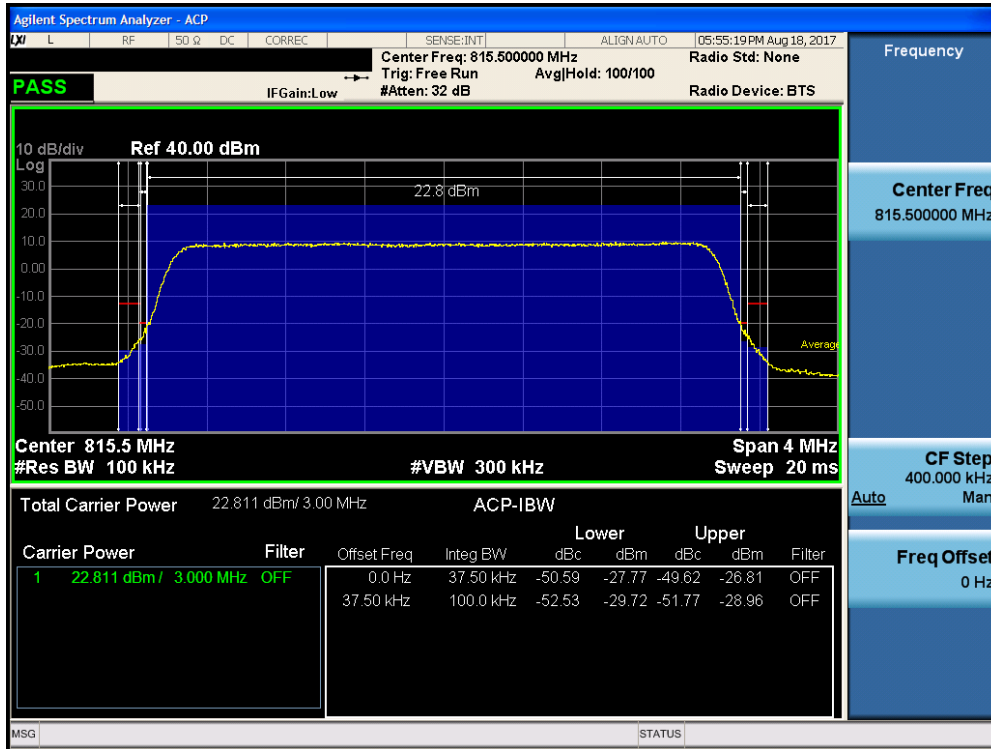 Agilent Spectrum Analyzer - ACP
LXI L RF 50 Ω DC CORREC SENSE:INT ALIGN AUTO 05:55:19 PM Aug 18, 2017
Center Freq: 815.500000 MHz Radio Std: None
Trig: Free Run Avg|Hold: 100/100
PASS IFGain:Low #Atten: 32 dB Radio Device: BTS
10 dB/div Ref 40.00 dBm
Log
30.0
22.8 dBm
20.0
10.0
0.00
-10.0
-20.0
-30.0
Average
-40.0
-50.0
Center 815.5 MHz Span 4 MHz
#Res BW 100 kHz #VBW 300 kHz Sweep 20 ms
Total Carrier Power 22.811 dBm/ 3.00 MHz ACP-IBW
Lower Upper
Carrier Power Filter Offset Freq Integ BW dBc dBm dBc dBm Filter
1 22.811 dBm / 3.000 MHz OFF 0.0 Hz 37.50 kHz -50.59 -27.77 -49.62 -26.81 OFF
37.50 kHz 100.0 kHz -52.53 -29.72 -51.77 -28.96 OFF
MSG STATUS
Frequency
Center Freq
815.500000 MHz
CF Step
400.000 kHz
Auto Man
Freq Offset
0 Hz